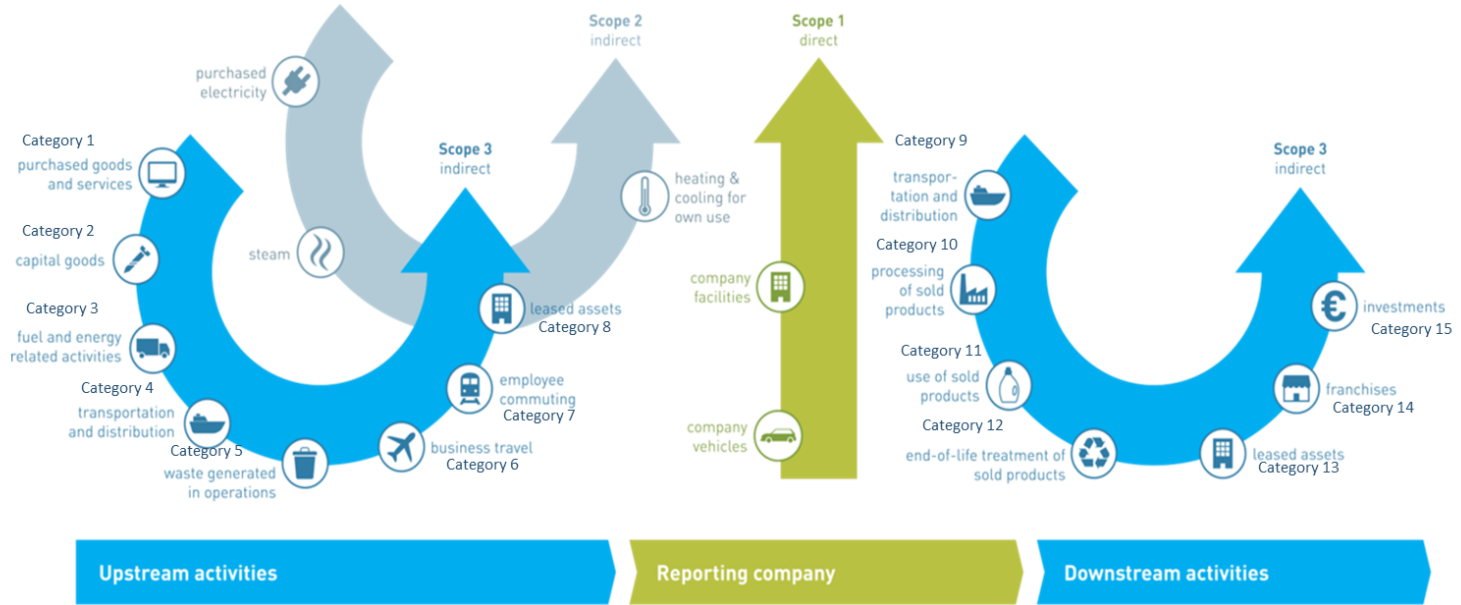 Scope 2
indirect
purchased
electricity
steam
heating &
cooling for
own use
Category 1
purchased goods
and services
Category 2
capital goods
Category 3
fuel and energy
related activities
Category 4
transportation
and distribution
Category 5
waste generated
in operations
business travel
Category 6
employee
commuting
Category 7
leased assets
Category 8
Scope 3
indirect
Scope 1
direct
company
facilities
company
vehicles
Category 9
transpor-
tation and
distribution
Category 10
processing
of sold
products
Category 11
use of sold
products
Category 12
end-of-life treatment of
sold products
leased assets
Category 13
franchises
Category 14
investments
Category 15
Scope 3
indirect
Upstream activities
Reporting company
Downstream activities